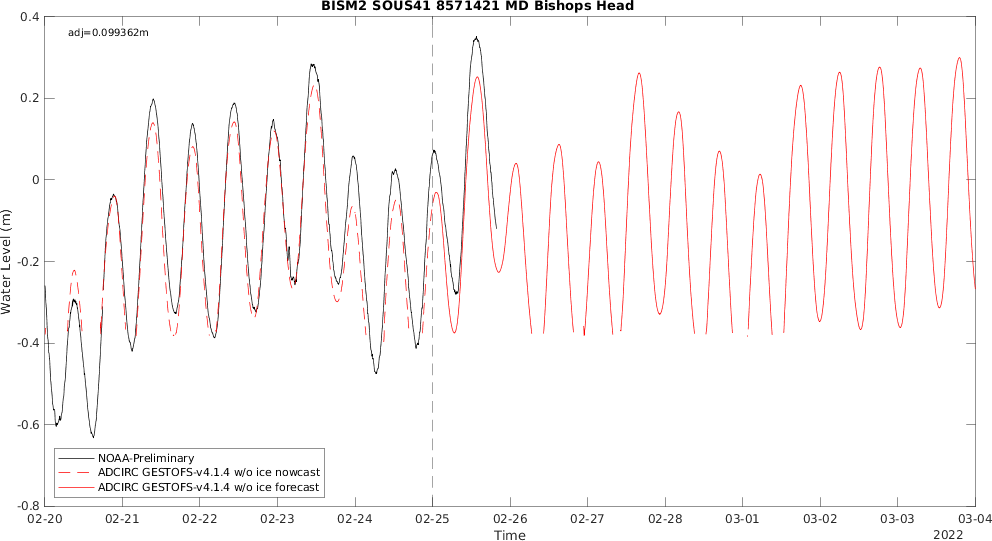 BISM2 SOUS41 8571421 MD Bishops Head
adj=0.099362m
0.4
0.2
0
-0.2
-0.4
-0.6
-0.8
Water Level (m)
NOAA-Preliminary
ADCIRC GESTOFS-v4.1.4 w/o ice nowcast
ADCIRC GESTOFS-v4.1.4 w/o ice forecast
02-20 02-21 02-22 02-23 02-24 02-25 02-26 02-27 02-28 03-01 03-02 03-03 03-04
Time
2022